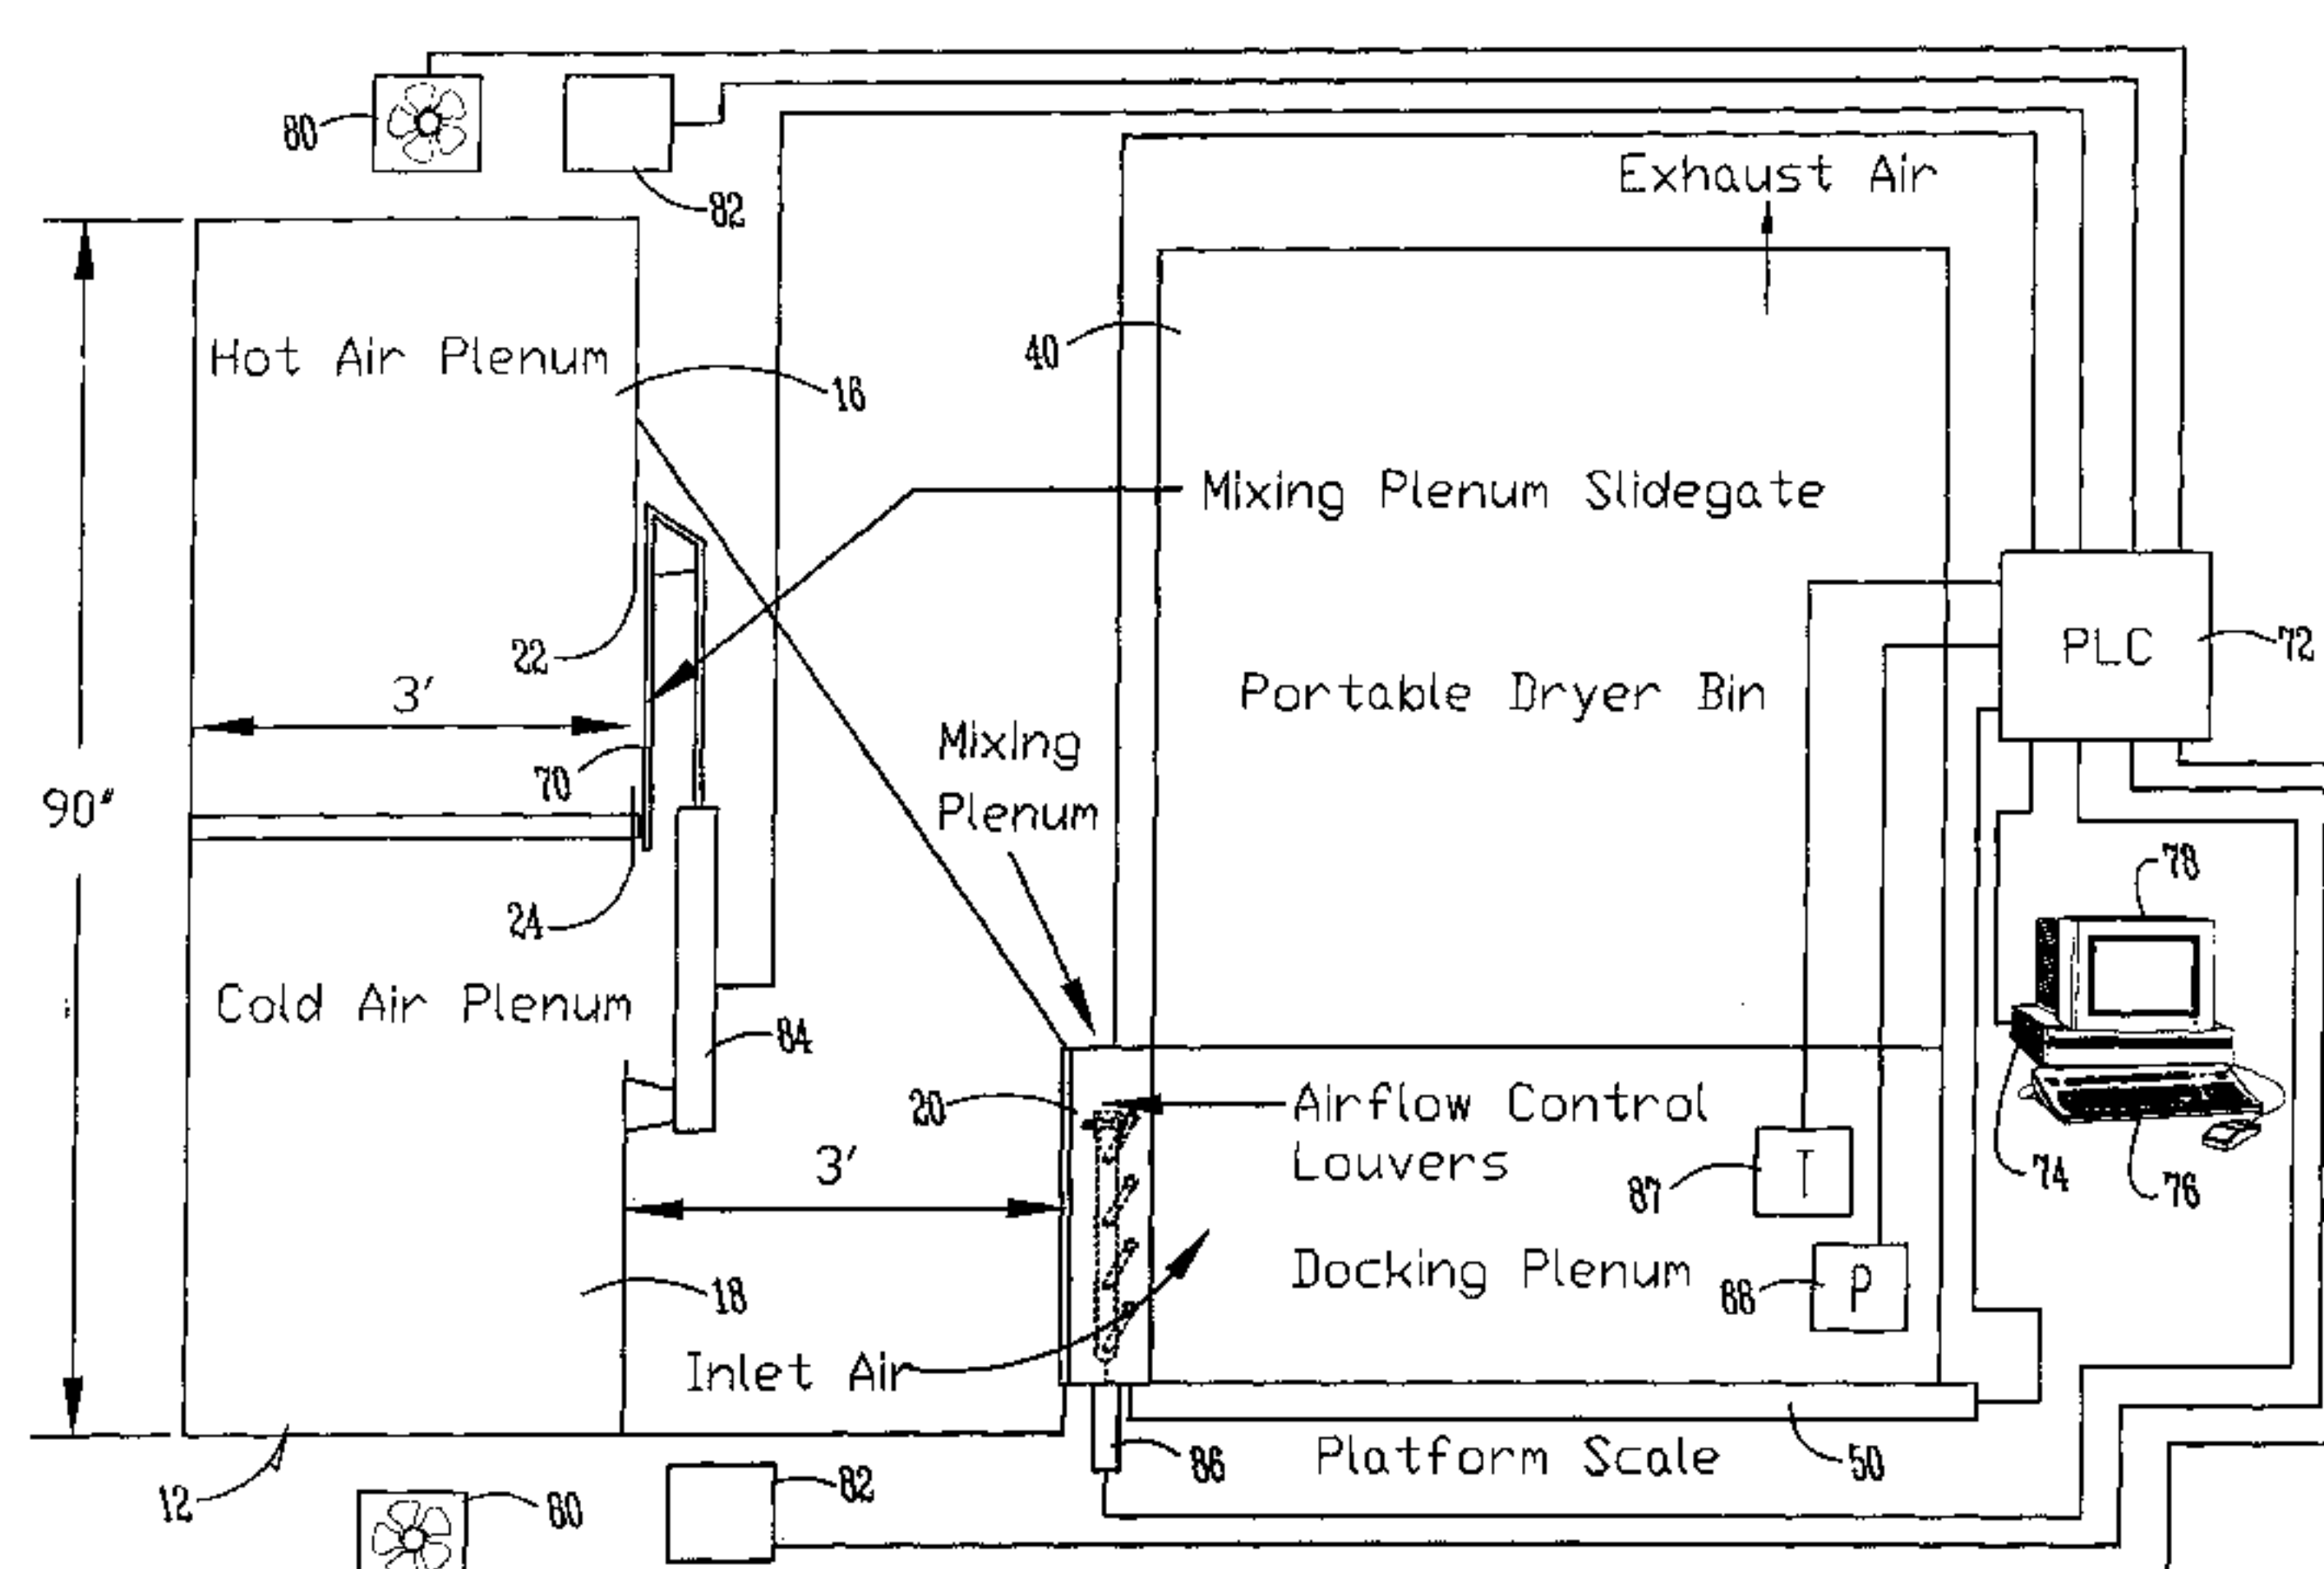 80
82
Exhaust Air
Hot Air Plenum
16
40
Mixing Plenum Slidegate
22
PLC
72
3'
Portable Dryer Bin
Mixing
Plenum
70
90"
78
24
Cold Air Plenum
84
20
Airflow Control
Louvers
3'
87
T
74
76
Docking Plenum
88
P
18
Inlet Air
86
Platform Scale
50
12
80
82